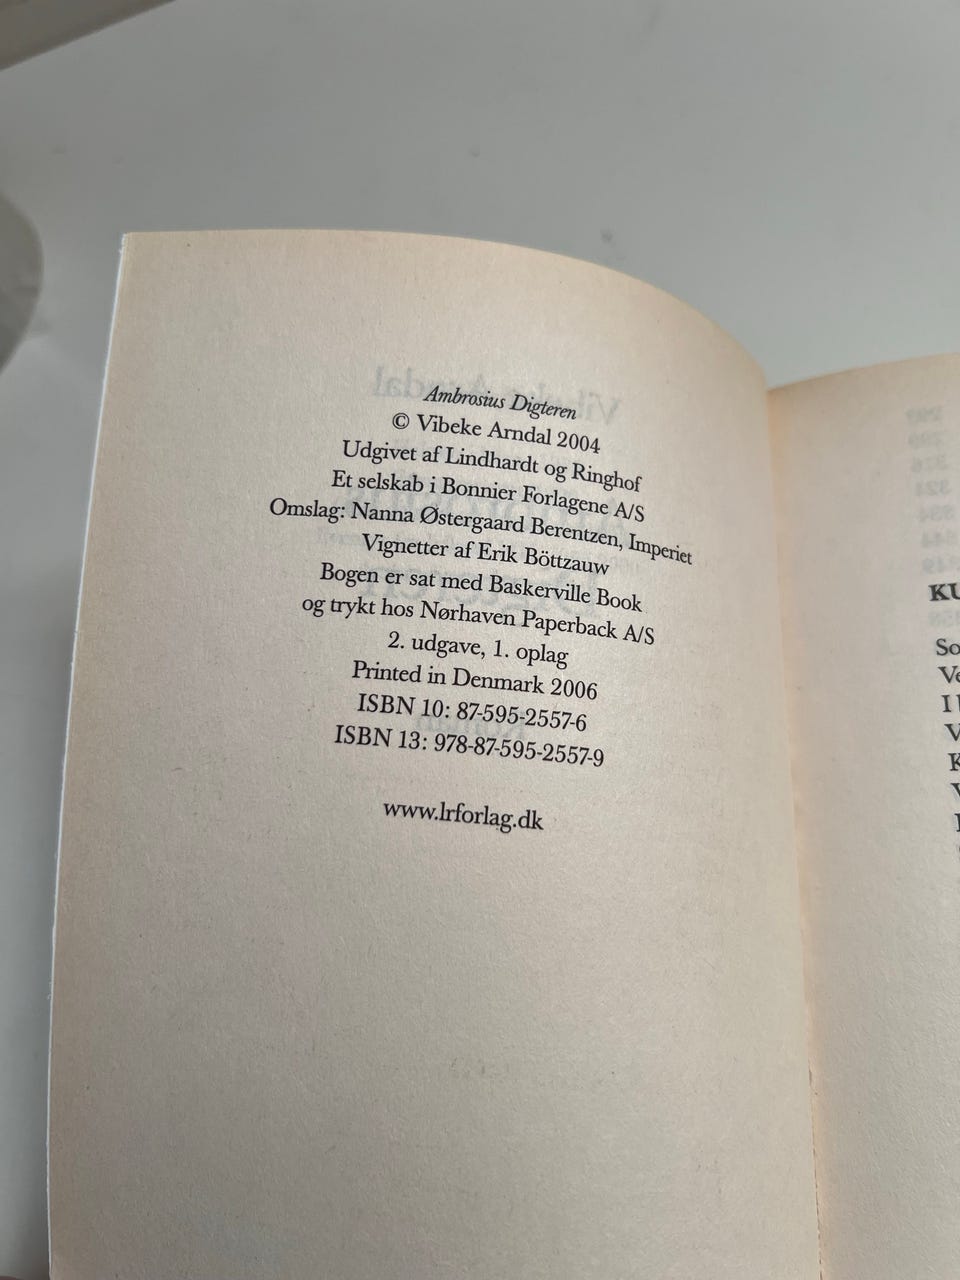 Ambrosius Digteren
© Vibeke Arndal 2004
Udgivet af Lindhardt og Ringhof
Et selskab i Bonnier Forlagene A/S
Omslag: Nanna Østergaard Berentzen, Imperiet
Vignetter af Erik Böttzauw
Bogen er sat med Baskerville Book
og trykt hos Nørhaven Paperback A/S
2. udgave, 1. oplag
Printed in Denmark 2006
ISBN 10: 87-595-2557-6
ISBN 13: 978-87-595-2557-9
www.lrforlag.dk